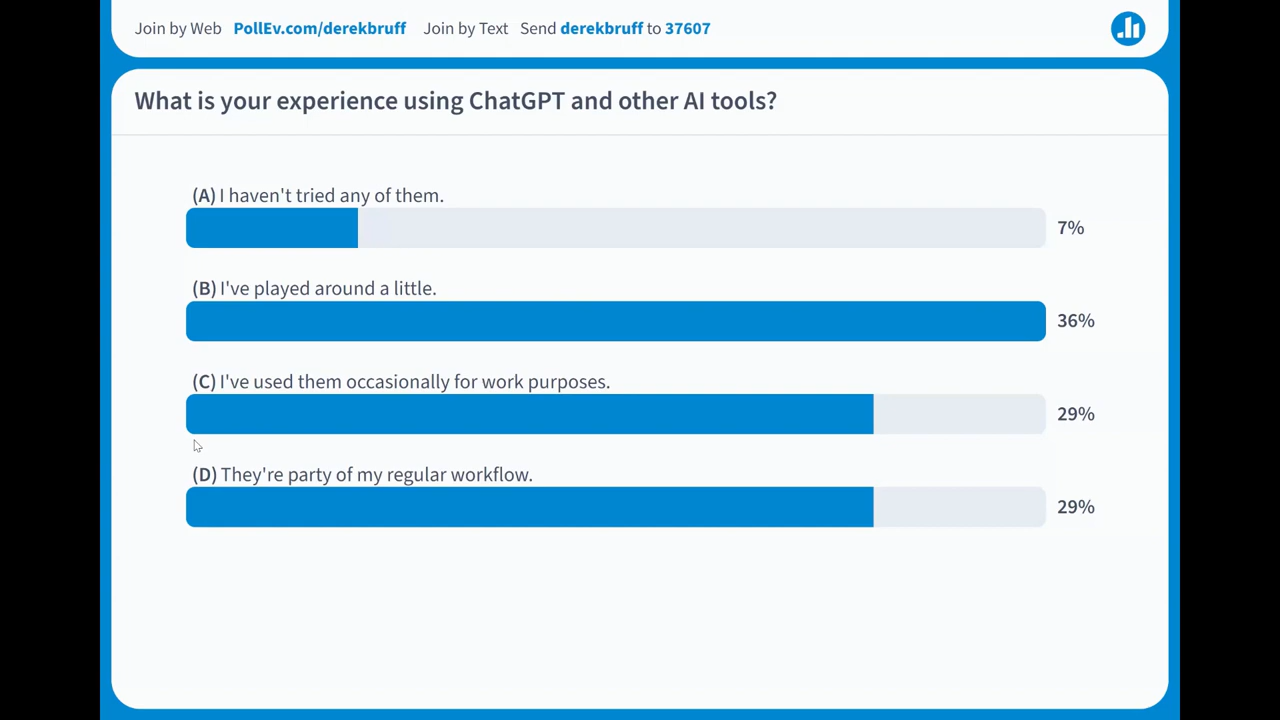 Join by Web PollEv.com/derekbruff Join by Text Send derekbruff to 37607
What is your experience using ChatGPT and other AI tools?
(A) I haven't tried any of them.
7%
(B) I've played around a little.
36%
(C) I've used them occasionally for work purposes.
29%
(D) They're party of my regular workflow.
29%